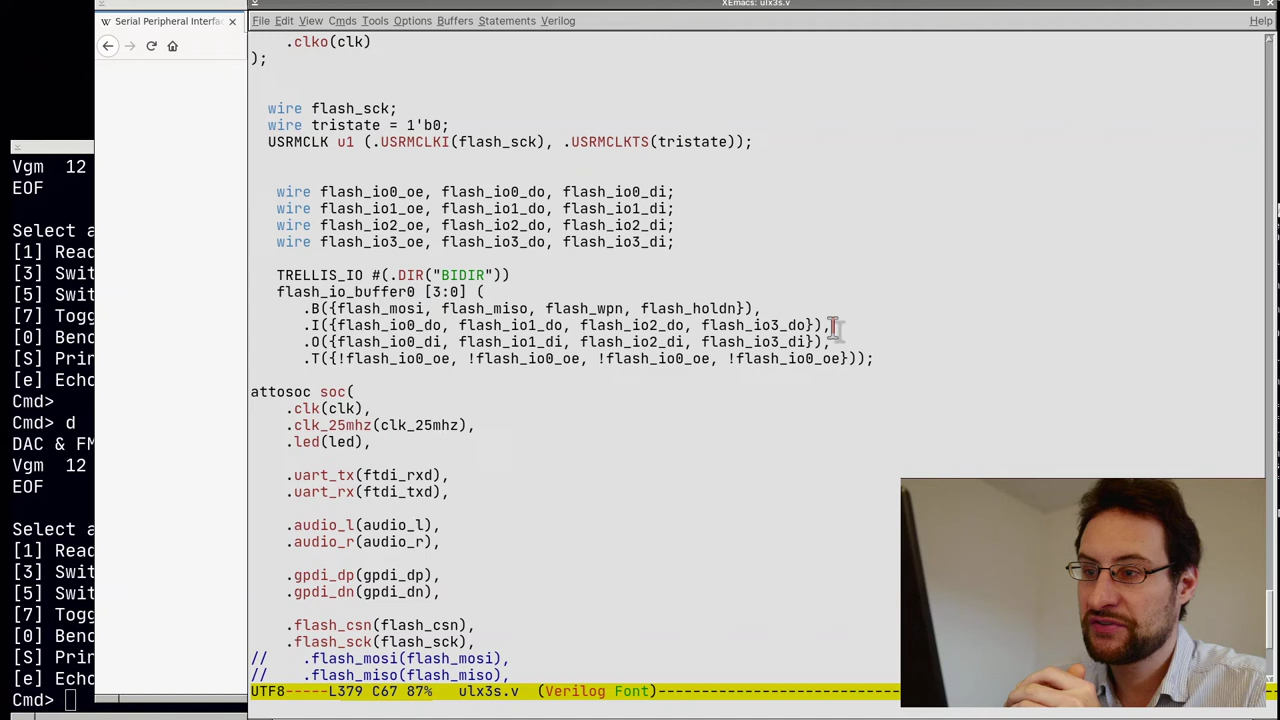 XEmacs: ulx3s.v
Serial Peripheral Interfa
File Edit View Cmds Tools Options Buffers Statements Verilog Help
.clko(clk)
);
wire flash_sck;
wire tristate = 1'b0;
USRMCLK u1 (.USRMCLKI(flash_sck), .USRMCLKTS(tristate));
wire flash_io0_oe, flash_io0_do, flash_io0_di;
wire flash_io1_oe, flash_io1_do, flash_io1_di;
wire flash_io2_oe, flash_io2_do, flash_io2_di;
wire flash_io3_oe, flash_io3_do, flash_io3_di;
TRELLIS_IO #(.DIR("BIDIR"))
flash_io_buffer0 [3:0] (
.B({flash_mosi, flash_miso, flash_wpn, flash_holdn}),
.I({flash_io0_do, flash_io1_do, flash_io2_do, flash_io3_do}),
.O({flash_io0_di, flash_io1_di, flash_io2_di, flash_io3_di}),
.T({!flash_io0_oe, !flash_io0_oe, !flash_io0_oe, !flash_io0_oe}));
attosoc soc(
.clk(clk),
.clk_25mhz(clk_25mhz),
.led(led),
.uart_tx(ftdi_rxd),
.uart_rx(ftdi_txd),
.audio_l(audio_l),
.audio_r(audio_r),
.gpdi_dp(gpdi_dp),
.gpdi_dn(gpdi_dn),
.flash_csn(flash_csn),
.flash_sck(flash_sck),
// .flash_mosi(flash_mosi),
// .flash_miso(flash_miso),
UTF8-----L379 C67 87% ulx3s.v (Verilog Font)----------------------------
Vgm 12
EOF
Select a
[1] Read
[3] Swit
[5] Swit
[7] Togg
[0] Benc
[S] Prin
[e] Echo
Cmd>
Cmd> d
DAC & FM
Vgm 12
EOF
Select a
[1] Read
[3] Swit
[5] Swit
[7] Togg
[0] Benc
[S] Prin
[e] Echo
Cmd>